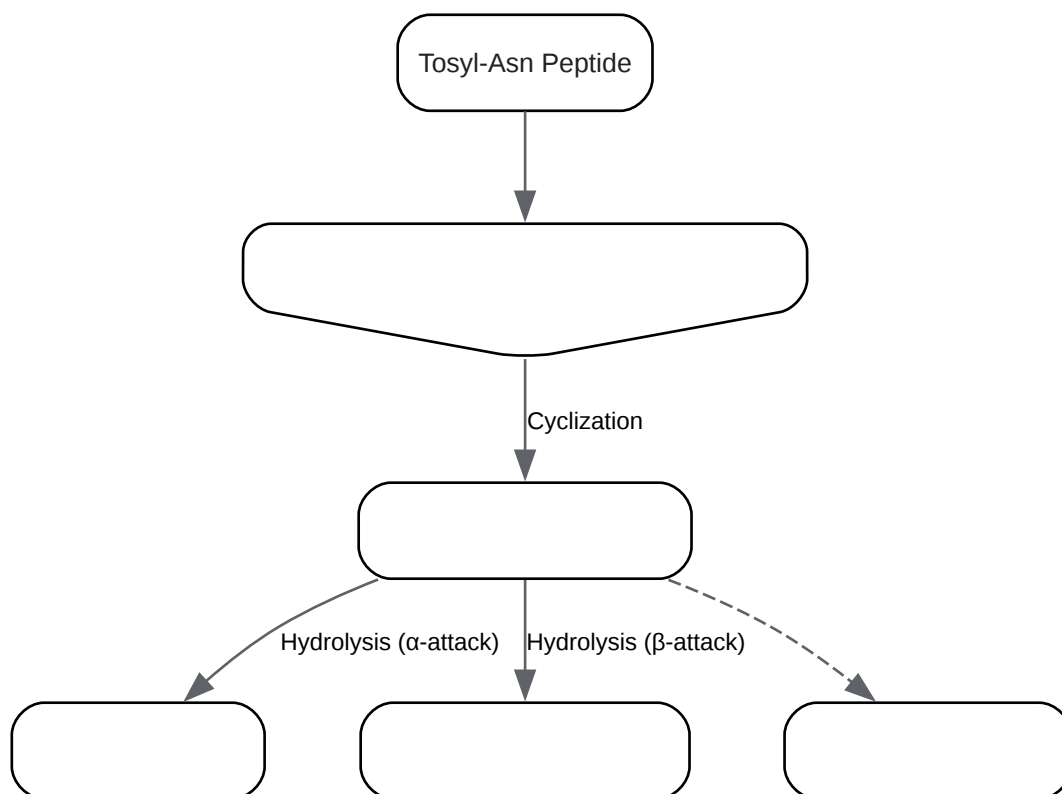 Tosyl-Asn Peptide
Cyclization
Hydrolysis (α-attack)
Hydrolysis (β-attack)